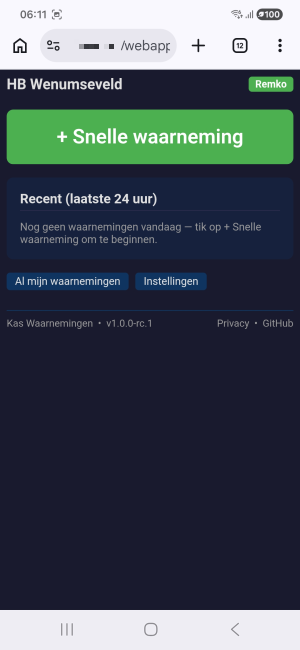 06:11
100
/webapp
12
HB Wenumseveld
Remko
+ Snelle waarneming
Recent (laatste 24 uur)
Nog geen waarnemingen vandaag — tik op + Snelle
waarneming om te beginnen.
Al mijn waarnemingen
Instellingen
Kas Waarnemingen • v1.0.0-rc.1
Privacy • GitHub